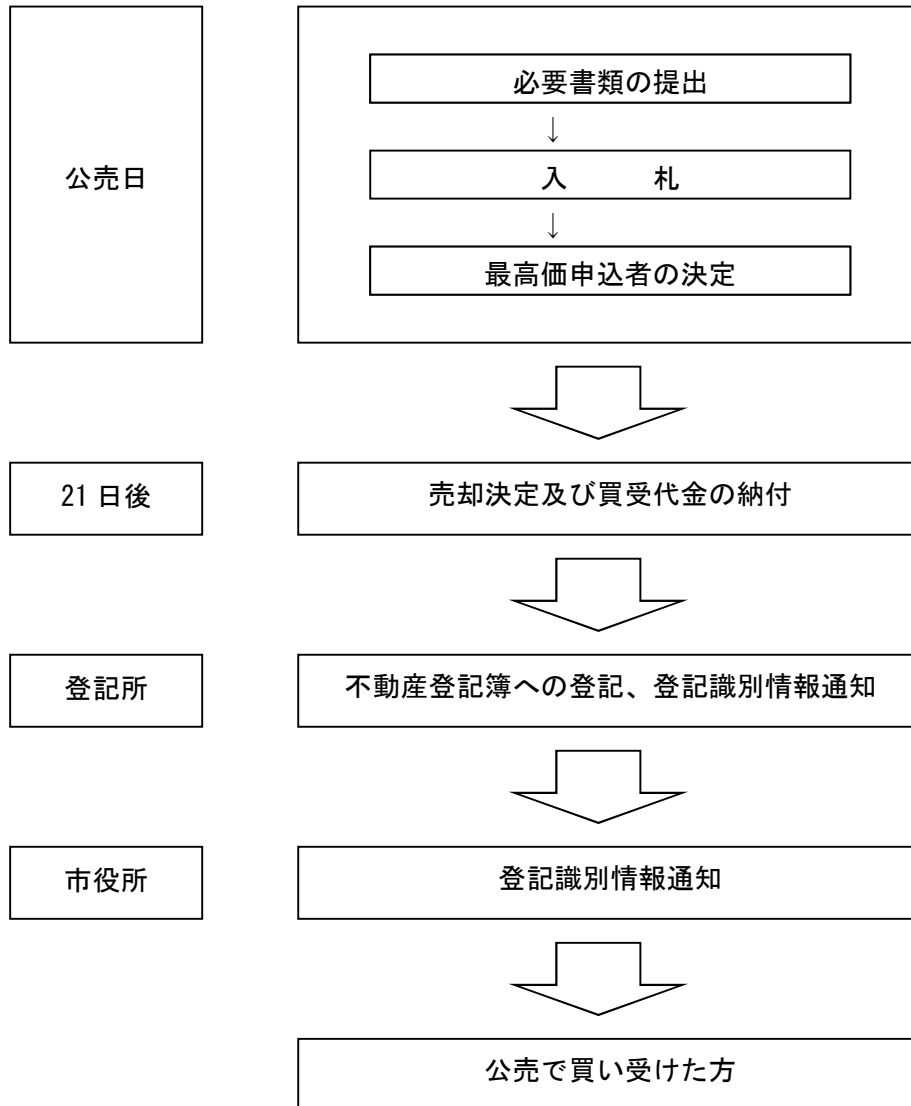 公売日
必要書類の提出
↓
入　　　札
↓
最高価申込者の決定
21日後
売却決定及び買受代金の納付
登記所
不動産登記簿への登記、登記識別情報通知
市役所
登記識別情報通知
公売で買い受けた方